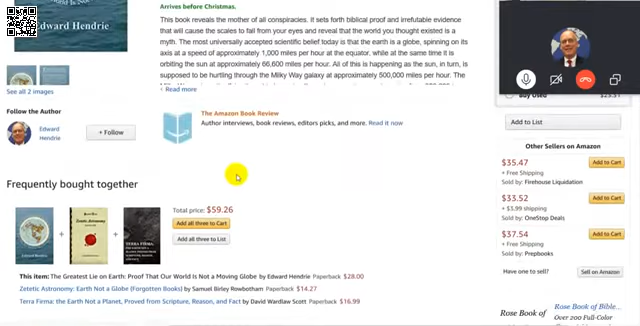 Edward Hendrie
See all 2 images
Follow the Author
Edward
Hendrie
+ Follow
Arrives before Christmas.
This book reveals the mother of all conspiracies. It sets forth biblical proof and irrefutable evidence
that will cause the scales to fall from your eyes and reveal that the world you thought existed is a
myth. The most universally accepted scientific belief today is that the earth is a globe, spinning on
its axis at a speed of approximately 1,000 miles per hour at the equator, while at the same time it is
orbiting the sun at approximately 66,600 miles per hour. All of this is happening as the sun, in turn, is
supposed to be hurtling through the Milky Way galaxy at approximately 500,000 miles per hour. The
Read more
The Amazon Book Review
Author interviews, book reviews, editors picks, and more. Read it now
Frequently bought together
Total price: $59.26
Add all three to Cart
Add all three to List
Zetetic Astronomy
TERRA FIRMA:
This item: The Greatest Lie on Earth: Proof That Our World Is Not a Moving Globe by Edward Hendrie Paperback $28.00
Zetetic Astronomy: Earth Not a Globe (Forgotten Books) by Samuel Birley Rowbotham Paperback $14.27
Terra Firma: the Earth Not a Planet, Proved from Scripture, Reason, and Fact by David Wardlaw Scott Paperback $16.99
Buy Used
Add to List
Other Sellers on Amazon
$35.47
Add to Cart
+ Free Shipping
Sold by: Firehouse Liquidation
$33.52
Add to Cart
+ $3.99 shipping
Sold by: OneStop Deals
$37.54
Add to Cart
+ Free Shipping
Sold by: Prepbooks
Have one to sell?
Sell on Amazon
Rose Book of
Rose Book of Bible...
Over 200 Full-Color